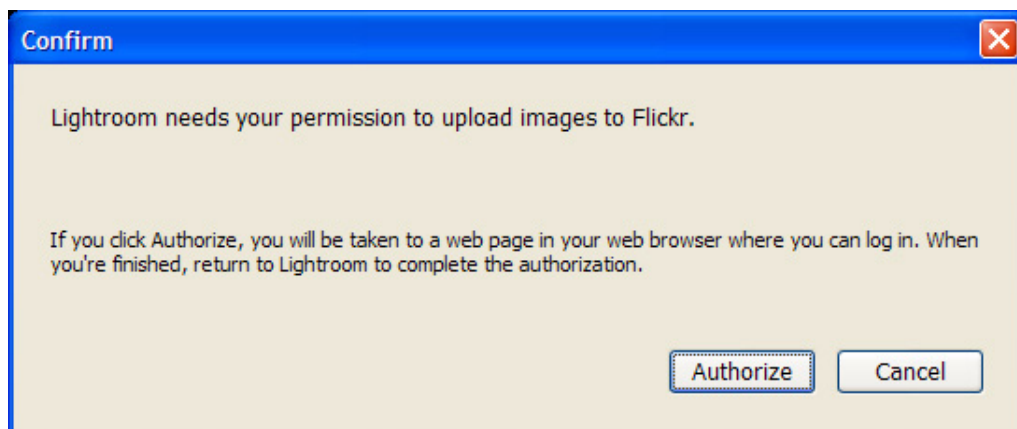 Confirm
Lightroom needs your permission to upload images to Flickr.
If you click Authorize, you will be taken to a web page in your web browser where you can log in. When
you're finished, return to Lightroom to complete the authorization.
Authorize
Cancel